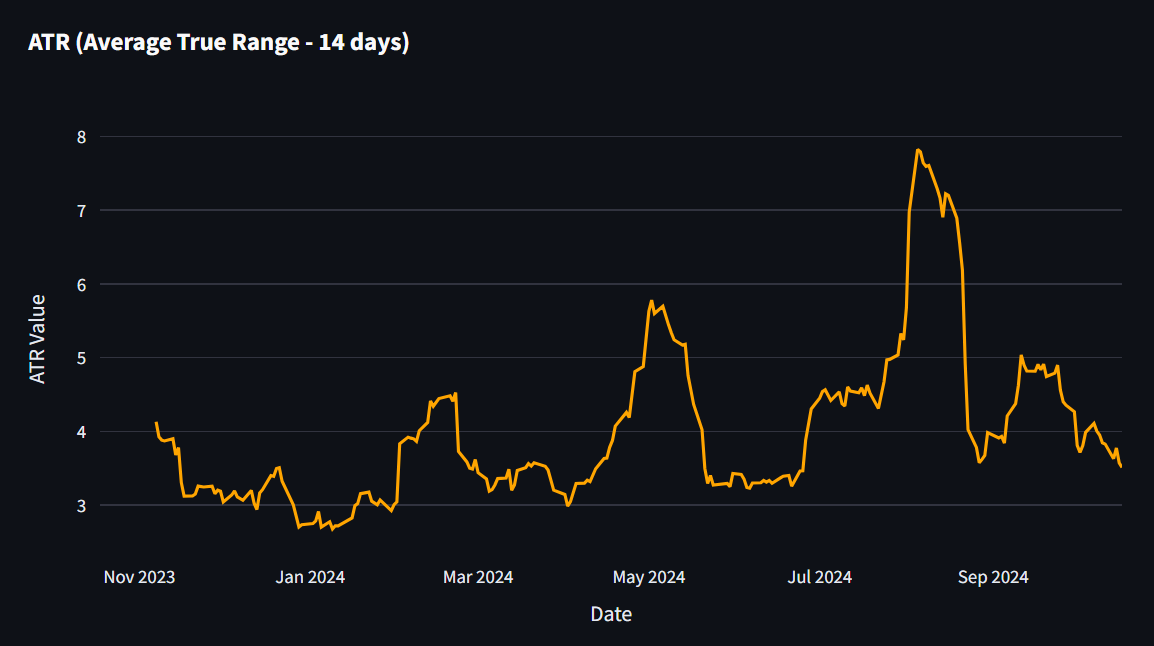 ATR (Average True Range - 14 days)
8
7
6
5
4
3
ATR Value
Nov 2023 Jan 2024 Mar 2024 May 2024 Jul 2024 Sep 2024
Date